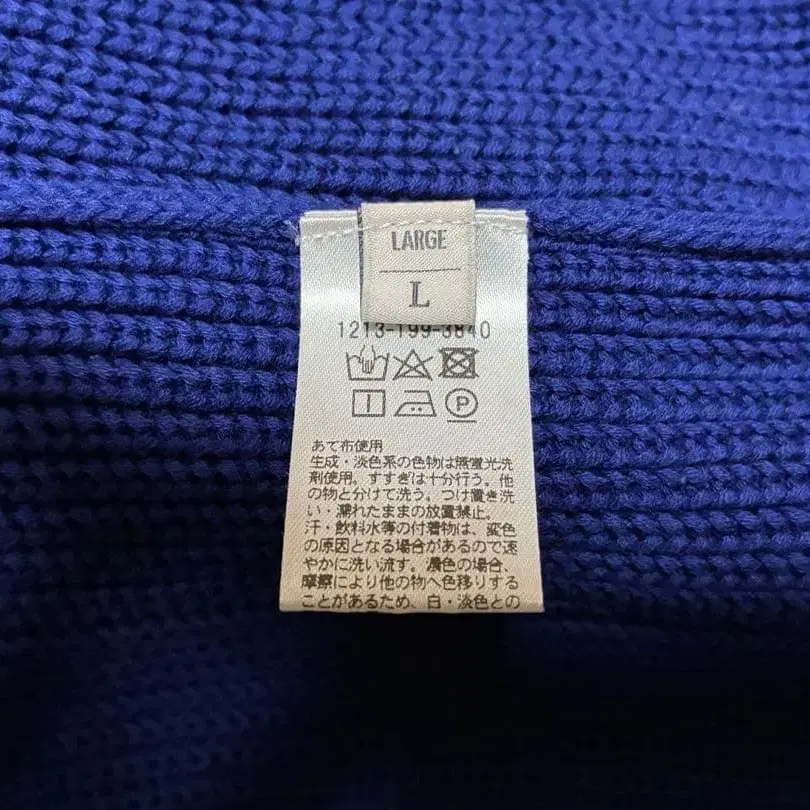 LARGE
L
1213-199-3840
P
あて布使用
生成・淡色系の色物は無蛍光洗
剤使用。すすぎは十分行う。他
の物と分けて洗う。つけ置き洗
い・濡れたままの放置禁止。
汗・飲料水等の付着物は、変色
の原因となる場合があるので速
やかに洗い流す。濃色の場合、
摩擦により他の物へ色移りする
ことがあるため、白・淡色との